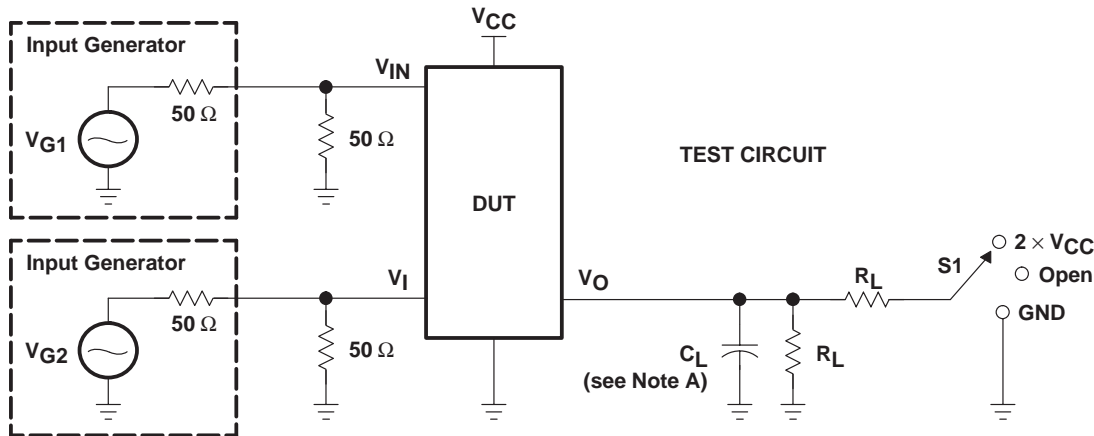 Input Generator
VG1
50 Ω
50 Ω
VIN
VCC
DUT
TEST CIRCUIT
Input Generator
VG2
50 Ω
50 Ω
VI
VO
CL
(see Note A)
RL
RL
S1
2 × VCC
Open
GND